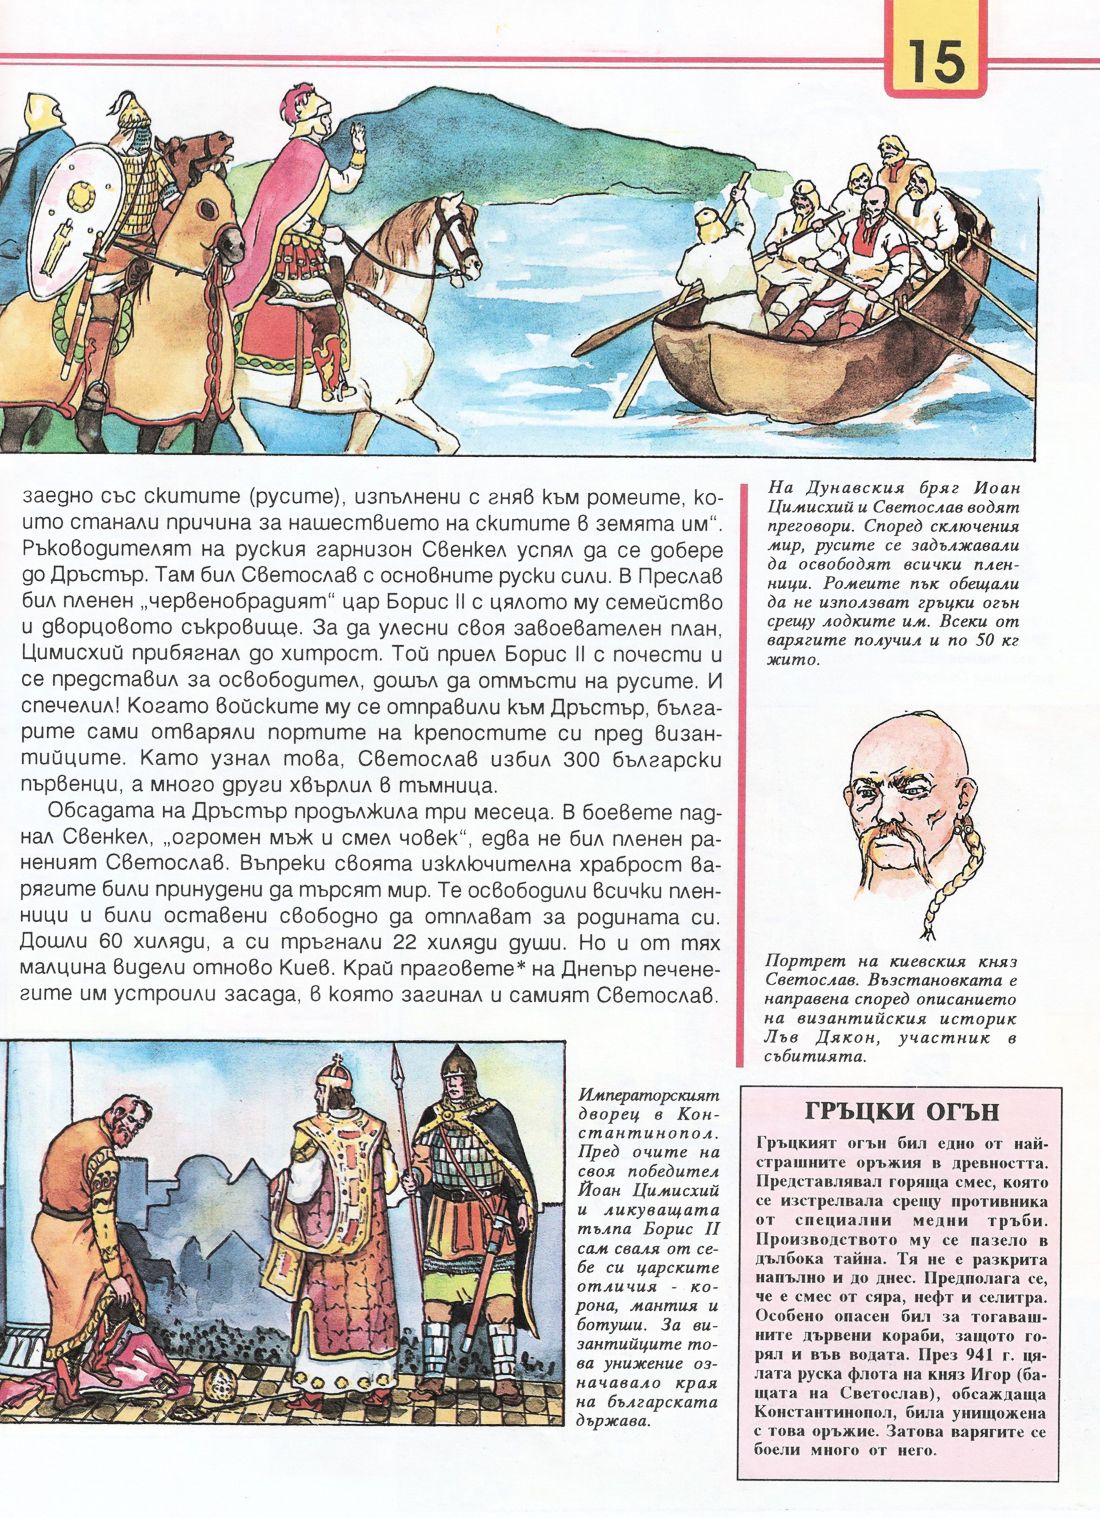 15
заедно със скитите (русите), изпълнени с гняв към ромеите, ко-
ито станали причина за нашествието на скитите в земята им“.
Ръководителят на руския гарнизон Свенкел успял да се добере
до Дръстър. Там бил Светослав с основните руски сили. В Преслав
бил пленен „червенобрадият“ цар Борис II с цялото му семейство
и дворцовото съкровище. За да улесни своя завоевателен план,
Цимисхий прибягнал до хитрост. Той приел Борис II с почести и
се представил за освободител, дошъл да отмъсти на русите. И
спечелил! Когато войските му се отправили към Дръстър, бълга-
рите сами отваряли портите на крепостите си пред визан-
тийците. Като узнал това, Светослав избил 300 български
първенци, а много други хвърлил в тъмница.
Обсадата на Дръстър продължила три месеца. В боевете пад-
нал Свенкел, „огромен мъж и смел човек“, едва не бил пленен ра-
неният Светослав. Въпреки своята изключителна храброст ва-
рягите били принудени да търсят мир. Те освободили всички плен-
ници и били оставени свободно да отплават за родината си.
Дошли 60 хиляди, а си тръгнали 22 хиляди души. Но и от тях
малцина видели отново Киев. Край праговете* на Днепър печене-
гите им устроили засада, в която загинал и самият Светослав.
На Дунавския бряг Иоан
Цимисхий и Светослав водят
преговори. Според сключения
мир, русите се задължавали
да освободят всички плен-
ници. Ромеите пък обещали
да не използват гръцки огън
срещу лодките им. Всеки от
варягите получил и по 50 кг
жито.
Портрет на киевския княз
Светослав. Възстановката е
направена според описанието
на византийския историк
Лъв Дякон, участник в
събитията.
Императорският
дворец в Кон-
стантинопол.
Пред очите на
своя победител
Йоан Цимисхий
и ликуващата
тълпа Борис II
сам сваля от се-
бе си царските
отличия - ко-
рона, мантия и
ботуши. За ви-
зантийците то-
ва унижение оз-
начавало края
на българската
държава.
ГРЪЦКИ ОГЪН
Гръцкият огън бил едно от най-
страшните оръжия в древността.
Представлявал горяща смес, която
се изстрелвала срещу противника
от специални медни тръби.
Производството му се пазело в
дълбока тайна. Тя не е разкрита
напълно и до днес. Предполага се,
че е смес от сяра, нефт и селитра.
Особено опасен бил за тогаваш-
ните дървени кораби, защото го-
рял и във водата. През 941 г. ця-
лата руска флота на княз Игор (ба-
щата на Светослав), обсаждаща
Константинопол, била унищожена
с това оръжие. Затова варягите се
боели много от него.